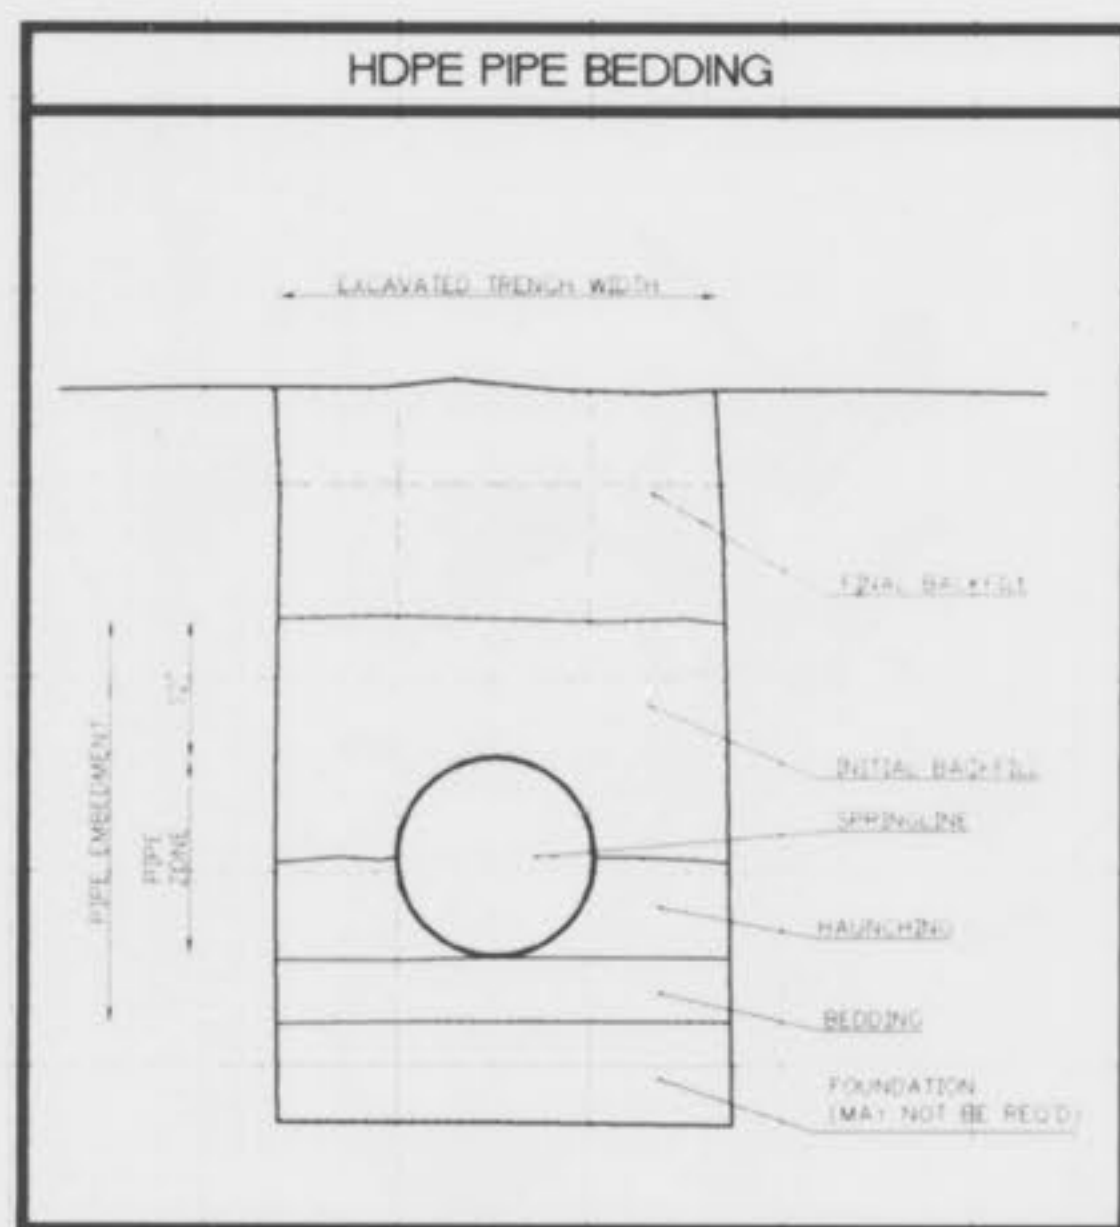 HDPE PIPE BEDDING
EXCAVATED TRENCH WIDTH
FINAL BACKFILL
INITIAL BACKFILL
SPRINGLINE
HAUNCHING
BEDDING
FOUNDATION
(MAY NOT BE REQ'D)
PIPE EMBEDMENT
PIPE
ZONE